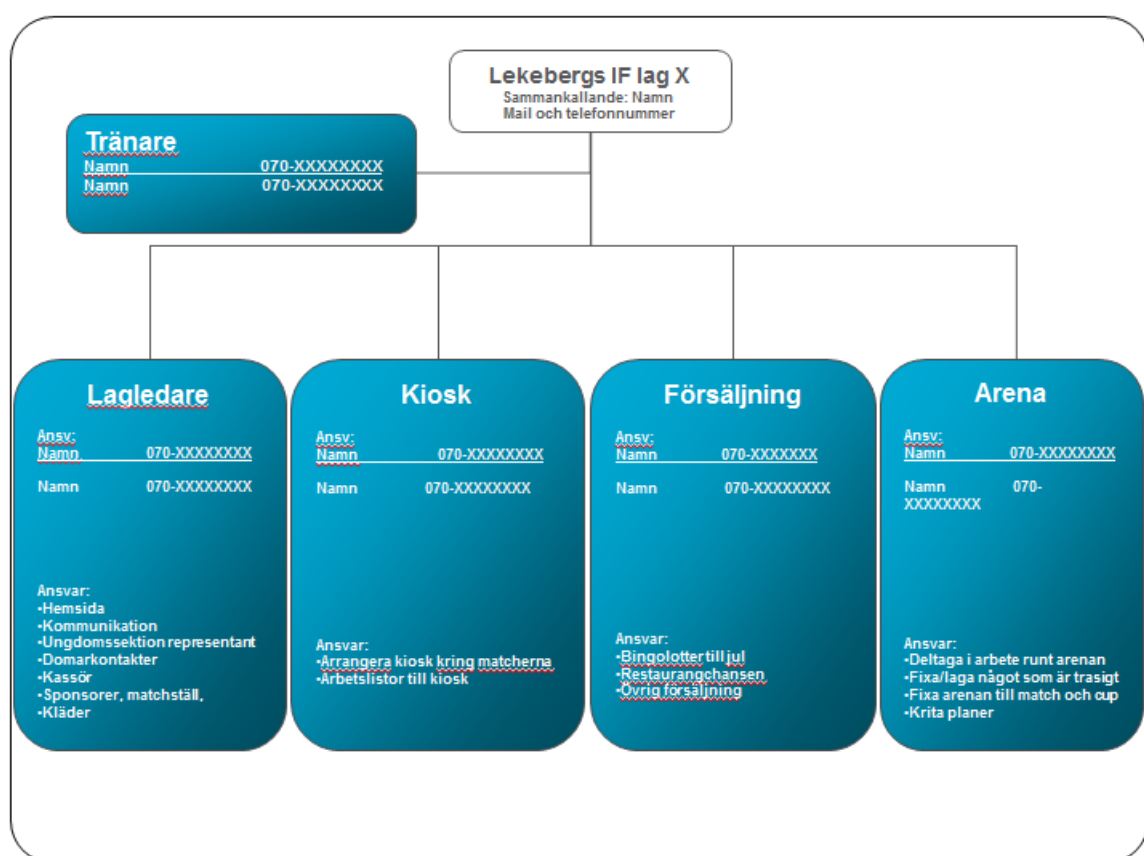 Lekebergs IF lag X
Sammankallande: Namn
Mail och telefonnummer
Tränare
Namn 070-XXXXXXXX
Namn 070-XXXXXXXX
Lagledare
Ansv:
Namn 070-XXXXXXXX
Namn 070-XXXXXXXX
Ansvar:
•Hemsida
•Kommunikation
•Ungdomssektion representant
•Domarkontakter
•Kassör
•Sponsorer, matchställ,
•Kläder
Kiosk
Ansv:
Namn 070-XXXXXXXX
Namn 070-XXXXXXXX
Ansvar:
•Arrangera kiosk kring matcherna
•Arbetslistor till kiosk
Försäljning
Ansv:
Namn 070-XXXXXXX
Namn 070-XXXXXXXX
Ansvar:
•Bingolotter till jul
•Restaurangchansen
•Övrig försäljning
Arena
Ansv:
Namn 070-XXXXXXXX
Namn 070-
XXXXXXXX
Ansvar:
•Deltaga i arbete runt arenan
•Fixa/laga något som är trasigt
•Fixa arenan till match och cup
•Krita planer